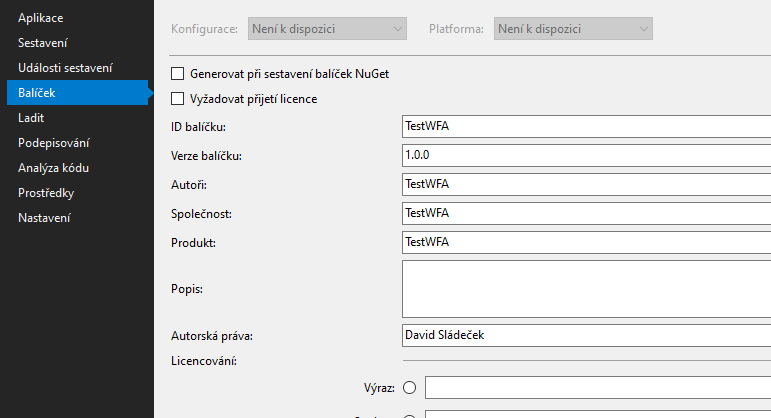 Aplikace
Sestavení
Události sestavení
Balíček
Ladit
Podepisování
Analýza kódu
Prostředky
Nastavení
Konfigurace: Není k dispozici Platforma: Není k dispozici
Generovat při sestavení balíček NuGet
Vyžadovat přijetí licence
ID balíčku: TestWFA
Verze balíčku: 1.0.0
Autoři: TestWFA
Společnost: TestWFA
Produkt: TestWFA
Popis:
Autorská práva: David Sládeček
Licencování:
Výraz: